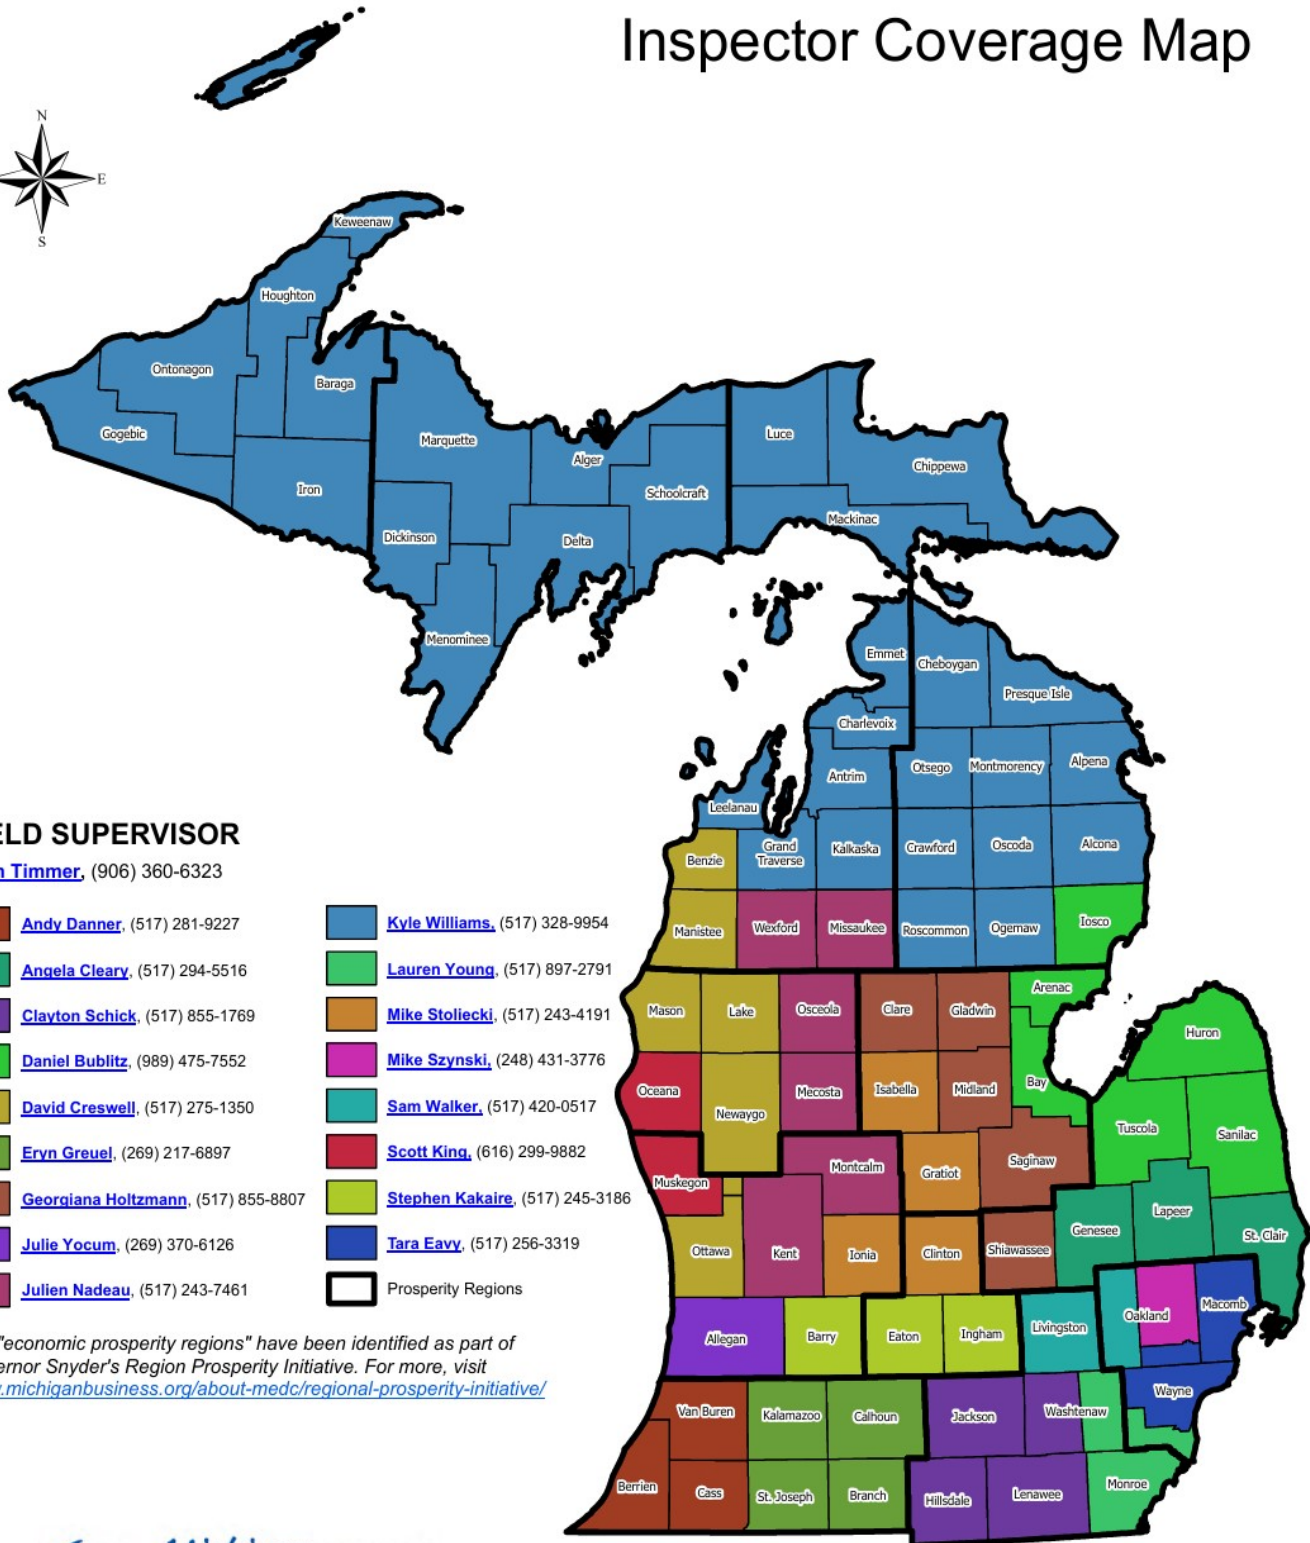 Inspector Coverage Map
N
E
S
Keweenaw
Houghton
Ontonagon
Baraga
Gogebic
Marquette
Luce
Alger
Chippewa
Iron
Schoolcraft
Mackinac
Dickinson
Delta
Menominee
Emmet
Cheboygan
Presque Isle
Charlevoix
Otsego
Montmorency
Alpena
Antrim
Leelanau
Benzie
Grand
Traverse
Kalkaska
Crawford
Oscoda
Alcona
Manistee
Wexford
Missaukee
Roscommon
Ogemaw
Iosco
Mason
Lake
Osceola
Clare
Gladwin
Arenac
Huron
Oceana
Newaygo
Mecosta
Isabella
Midland
Bay
Tuscola
Sanilac
Muskegon
Montcalm
Gratiot
Saginaw
Lapeer
Ottawa
Kent
Ionia
Clinton
Shiawassee
Genesee
St. Clair
Allegan
Barry
Eaton
Ingham
Livingston
Oakland
Macomb
Van Buren
Kalamazoo
Calhoun
Jackson
Washtenaw
Wayne
Berrien
Cass
St. Joseph
Branch
Hillsdale
Lenawee
Monroe
ELD SUPERVISOR
Timmer, (906) 360-6323
Andy Danner, (517) 281-9227
Angela Cleary, (517) 294-5516
Clayton Schick, (517) 855-1769
Daniel Bublitz, (989) 475-7552
David Creswell, (517) 275-1350
Eryn Greuel, (269) 217-6897
Georgiana Holtzmann, (517) 855-8807
Julie Yocum, (269) 370-6126
Julien Nadeau, (517) 243-7461
Kyle Williams, (517) 328-9954
Lauren Young, (517) 897-2791
Mike Stoliecki, (517) 243-4191
Mike Szynski, (248) 431-3776
Sam Walker, (517) 420-0517
Scott King, (616) 299-9882
Stephen Kakaire, (517) 245-3186
Tara Eavy, (517) 256-3319
Prosperity Regions
"economic prosperity regions" have been identified as part of
ernor Snyder's Region Prosperity Initiative. For more, visit
.michiganbusiness.org/about-medc/regional-prosperity-initiative/